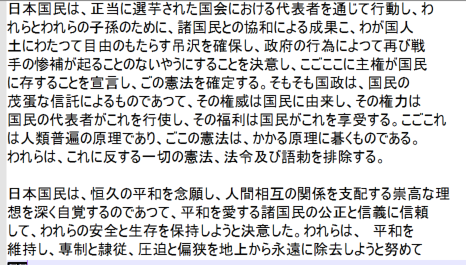 日本国民は、正当に選芋された国会における代表者を通じて行動し、わ
れらとわれらの子孫のために、諸国民との協和による成果こ、わが国人
土にわたつて目由のもたらす吊沢を確保し、政府の行為によつて再び戦
手の惨補が起ることのないやうにすることを決意し、こごここに主権が国民
に存することを宣言し、ごの憲法を確定する。そもそも国政は、国民の
茂蛋な信託によるものであつて、その権威は国民に由来し、その権力は
国民の代表者がこれを行使し、その福利は国民がこれを享受する。こごこれ
は人類普遍の原理であり、ごこの憲法は、かかる原理に碁くものである。
われらは、これに反する一切の憲法、法令及び語勅を排除する。
日本国民は、恒久の平和を念願し、人間相互の関係を支配する崇高な理
想を深く自覚するのであつて、平和を愛する諸国民の公正と信義に信頼
して、われらの安全と生存を保持しようと決意した。われらは、 平和を
維持し、専制と隷従、圧迫と偏狭を地上から永遠に除去しようと努めて